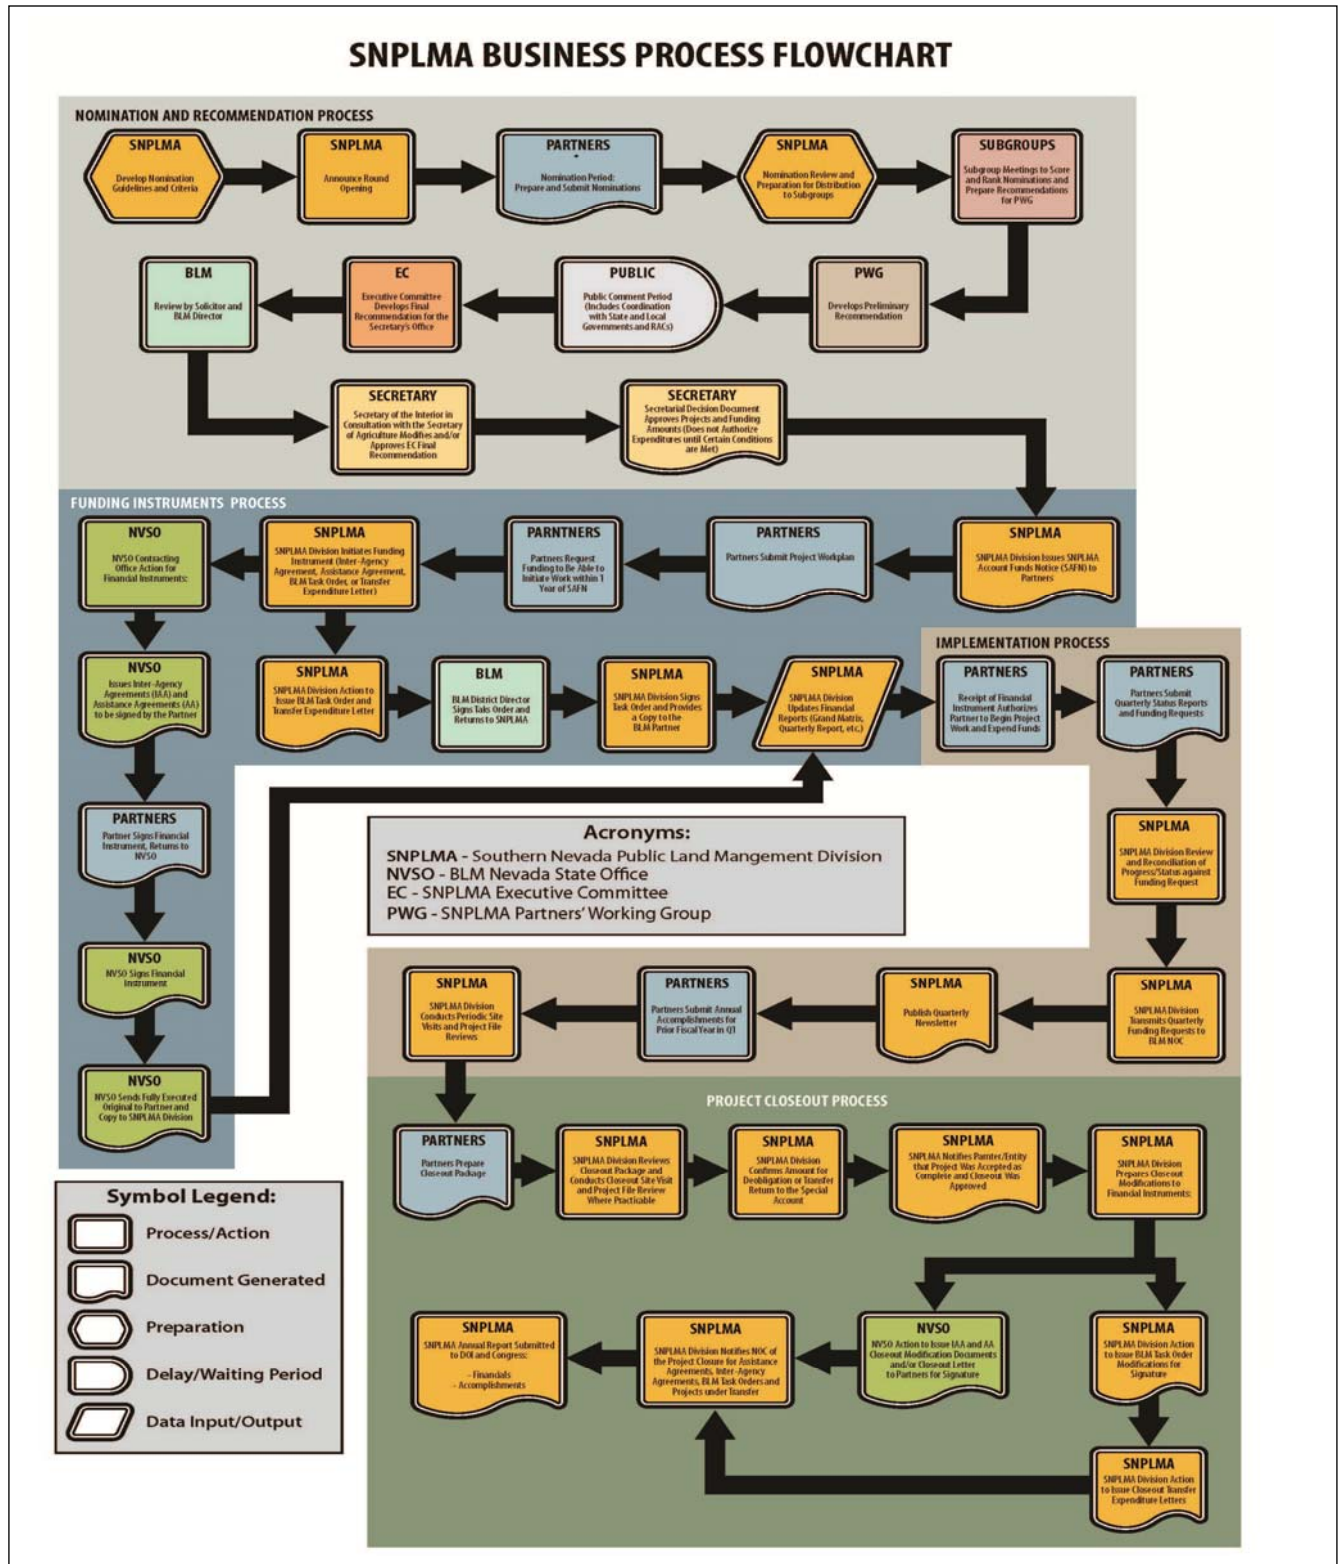 SNPLMA BUSINESS PROCESS FLOWCHART
NOMINATION AND RECOMMENDATION PROCESS
SNPLMA
Develop Nomination
Guidelines and Criteria
SNPLMA
Announce Round
Opening
PARTNERS
Nomination Period:
Prepare and Submit Nominations
SNPLMA
Nomination Review and
Preparation for Distribution
to Subgroups
SUBGROUPS
Subgroup Meetings to Score
and Rank Nominations and
Prepare Recommendations
for PWG
BLM
Review by Solicitor and
BLM Director
EC
Executive Committee
Develops Final
Recommendation for the
Secretary's Office
PUBLIC
Public Comment Period
(Includes Coordination
with State and Local
Governments and RACs)
PWG
Develops Preliminary
Recommendation
SECRETARY
Secretary of the Interior in
Consultation with the Secretary
of Agriculture Modifies and/or
Approves EC Final
Recommendation
SECRETARY
Secretarial Decision Document
Approves Projects and Funding
Amounts (Does not Authorize
Expenditures until Certain Conditions
are Met)
FUNDING INSTRUMENTS PROCESS
NVSO
NVSO Contracting
Office Action for
Financial Instruments:
SNPLMA
SNPLMA Division Initiates Funding
Instrument (Inter-Agency
Agreement, Assistance Agreement,
BLM Task Order, or Transfer
Expenditure Letter)
PARNTNERS
Partners Request
Funding to Be Able to
Initiate Work within 1
Year of SAFN
PARTNERS
Partners Submit Project Workplan
SNPLMA
SNPLMA Division Issues SNPLMA
Account Funds Notice (SAFN) to
Partners
NVSO
Issues Inter-Agency
Agreements (IAA) and
Assistance Agreements (AA)
to be signed by the Partner
SNPLMA
SNPLMA Division Action to
Issue BLM Task Order and
Transfer Expenditure Letter
BLM
BLM District Director
Signs Taks Order and
Returns to SNPLMA
SNPLMA
SNPLMA Division Signs
Task Order and Provides
a Copy to the
BLM Partner
SNPLMA
SNPLMA Division
Updates Financial
Reports (Grand Matrix,
Quarterly Report, etc.)
IMPLEMENTATION PROCESS
PARTNERS
Receipt of Financial
Instrument Authorizes
Partner to Begin Project
Work and Expend Funds
PARTNERS
Partners Submit
Quarterly Status Reports
and Funding Requests
PARTNERS
Partner Signs Financial
Instrument, Returns to
NVSO
Acronyms:
SNPLMA - Southern Nevada Public Land Mangement Division
NVSO - BLM Nevada State Office
EC - SNPLMA Executive Committee
PWG - SNPLMA Partners' Working Group
SNPLMA
SNPLMA Division Review
and Reconciliation of
Progress/Status against
Funding Request
NVSO
NVSO Signs Financial
Instrument
SNPLMA
SNPLMA Division
Conducts Periodic Site
Visits and Project File
Reviews
PARTNERS
Partners Submit Annual
Accomplishments for
Prior Fiscal Year in Q1
SNPLMA
Publish Quarterly
Newsletter
SNPLMA
SNPLMA Division
Transmits Quarterly
Funding Requests to
BLM NOC
NVSO
NVSO Sends Fully Executed
Original to Partner and
Copy to SNPLMA Division
PROJECT CLOSEOUT PROCESS
PARTNERS
Partners Prepare
Closeout Package
SNPLMA
SNPLMA Division Reviews
Closeout Package and
Conducts Closeout Site Visit
and Project File Review
Where Practicable
SNPLMA
SNPLMA Division
Confirms Amount for
Deobligation or Transfer
Return to the Special
Account
SNPLMA
SNPLMA Notifies Parnter/Entity
that Project Was Accepted as
Complete and Closeout Was
Approved
SNPLMA
SNPLMA Division
Prepares Closeout
Modifications to
Financial Instruments:
Symbol Legend:
Process/Action
Document Generated
Preparation
Delay/Waiting Period
Data Input/Output
SNPLMA
SNPLMA Annual Report Submitted
to DOI and Congress:
- Financials
- Accomplishments
SNPLMA
SNPLMA Division Notifies NOC of
the Project Closure for Assistance
Agreements, Inter-Agency
Agreements, BLM Task Orders and
Projects under Transfer
NVSO
NVSO Action to Issue IAA and AA
Closeout Modification Documents
and/or Closeout Letter
to Partners for Signature
SNPLMA
SNPLMA Division Action
to Issue BLM Task Order
Modifications for
Signature
SNPLMA
SNPLMA Division Action
to Issue Closeout Transfer
Expenditure Letters